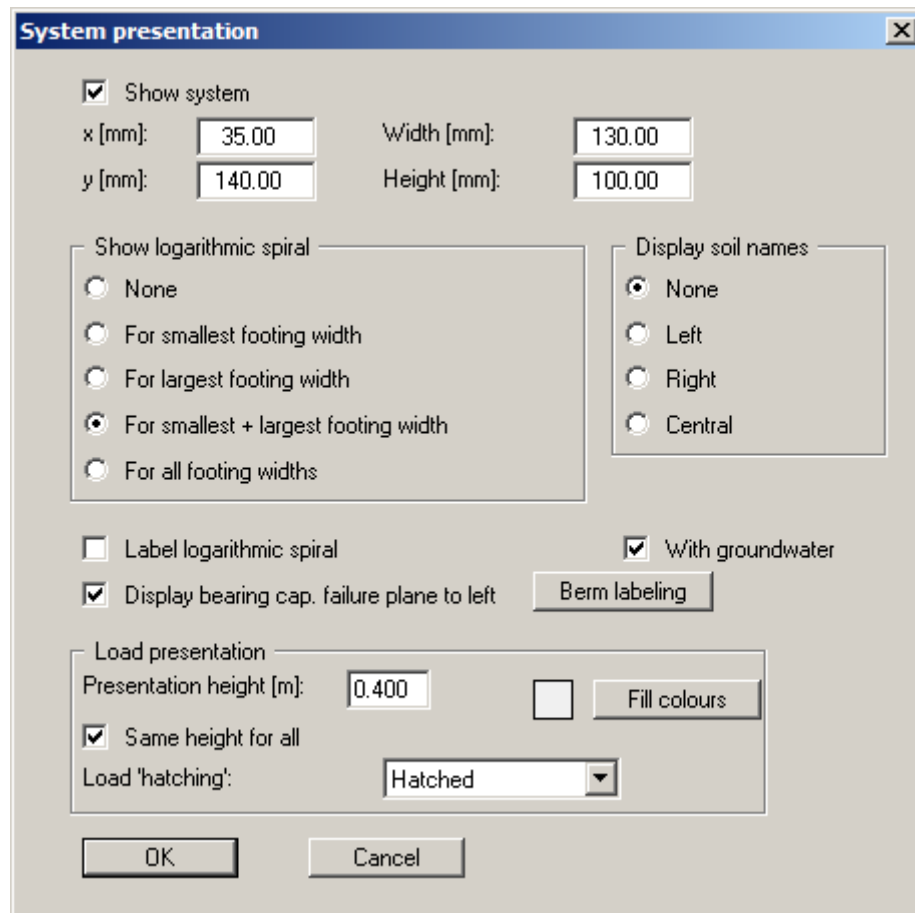 System presentation
Show system
x [mm]: 35.00 Width [mm]: 130.00
y [mm]: 140.00 Height [mm]: 100.00
Show logarithmic spiral Display soil names
None None
For smallest footing width Left
For largest footing width Right
For smallest + largest footing width Central
For all footing widths
Label logarithmic spiral With groundwater
Display bearing cap. failure plane to left Berm labeling
Load presentation
Presentation height [m]: 0.400 Fill colours
Same height for all
Load 'hatching': Hatched
OK Cancel